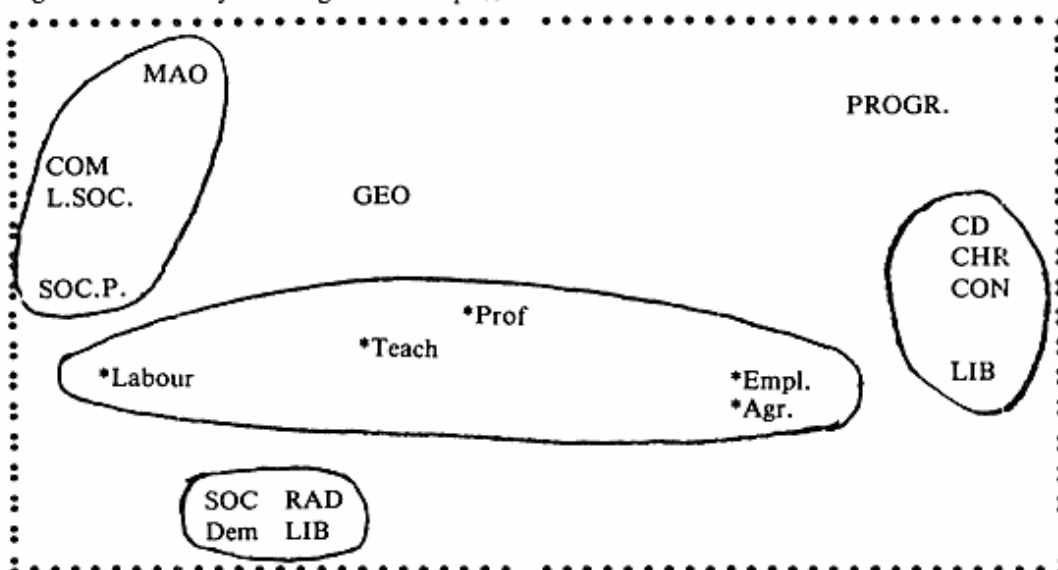 MAO
PROGR.
COM
L.SOC.
GEO
CD
CHR
CON
SOC.P.
*Prof
*Teach
*Labour
*Empl.
LIB
*Agr.
SOC RAD
Dem LIB